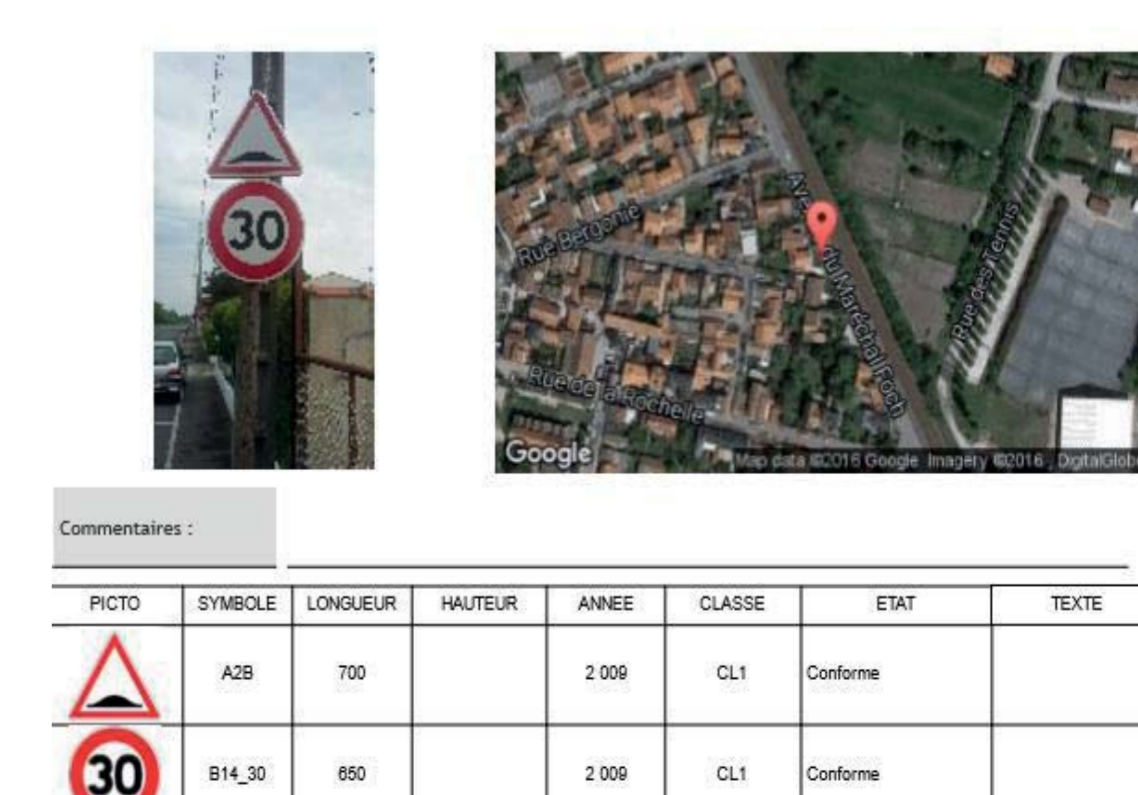 30
Rue Bergonie
Avenue du Maréchal Foch
Rue des Tennis
Rue de la Rochelle
Google
Map data ©2016 Google Imagery ©2016 , DigitalGlobe
Commentaires :
PICTO SYMBOLE LONGUEUR HAUTEUR ANNEE CLASSE ETAT TEXTE
A2B 700 2 009 CL1 Conforme
30 B14_30 650 2 009 CL1 Conforme